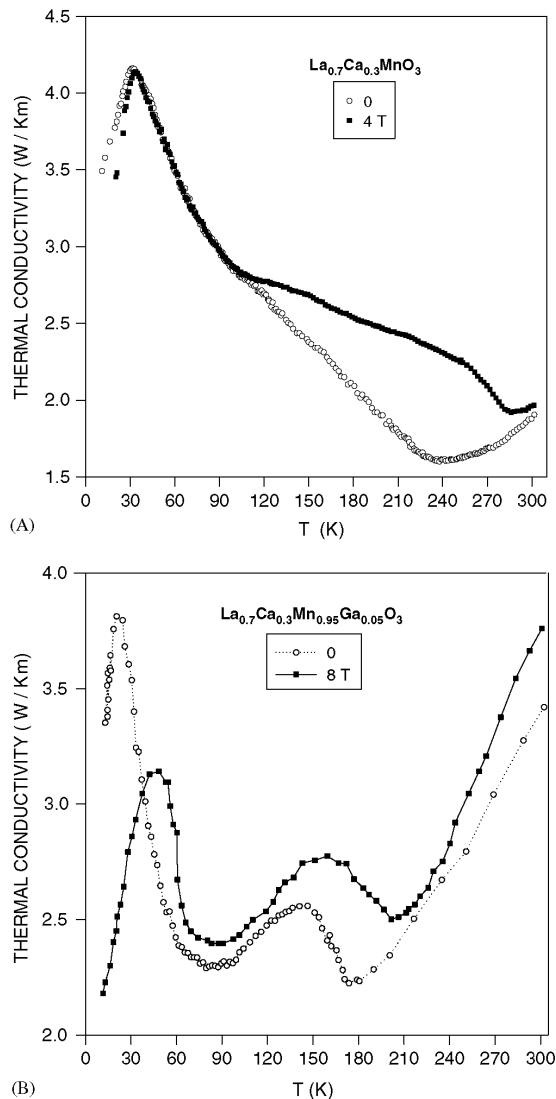 4.5
La0.7Ca0.3MnO3
0
4 T
4.0
3.5
3.0
2.5
2.0
1.5
THERMAL CONDUCTIVITY (W / Km)
0 30 60 90 120 150 180 210 240 270 300
(A)
T (K)
4.0
La0.7Ca0.3Mn0.95Ga0.05O3
0
8 T
3.5
3.0
2.5
2.0
THERMAL CONDUCTIVITY ( W / Km)
0 30 60 90 120 150 180 210 240 270 300
(B)
T (K)